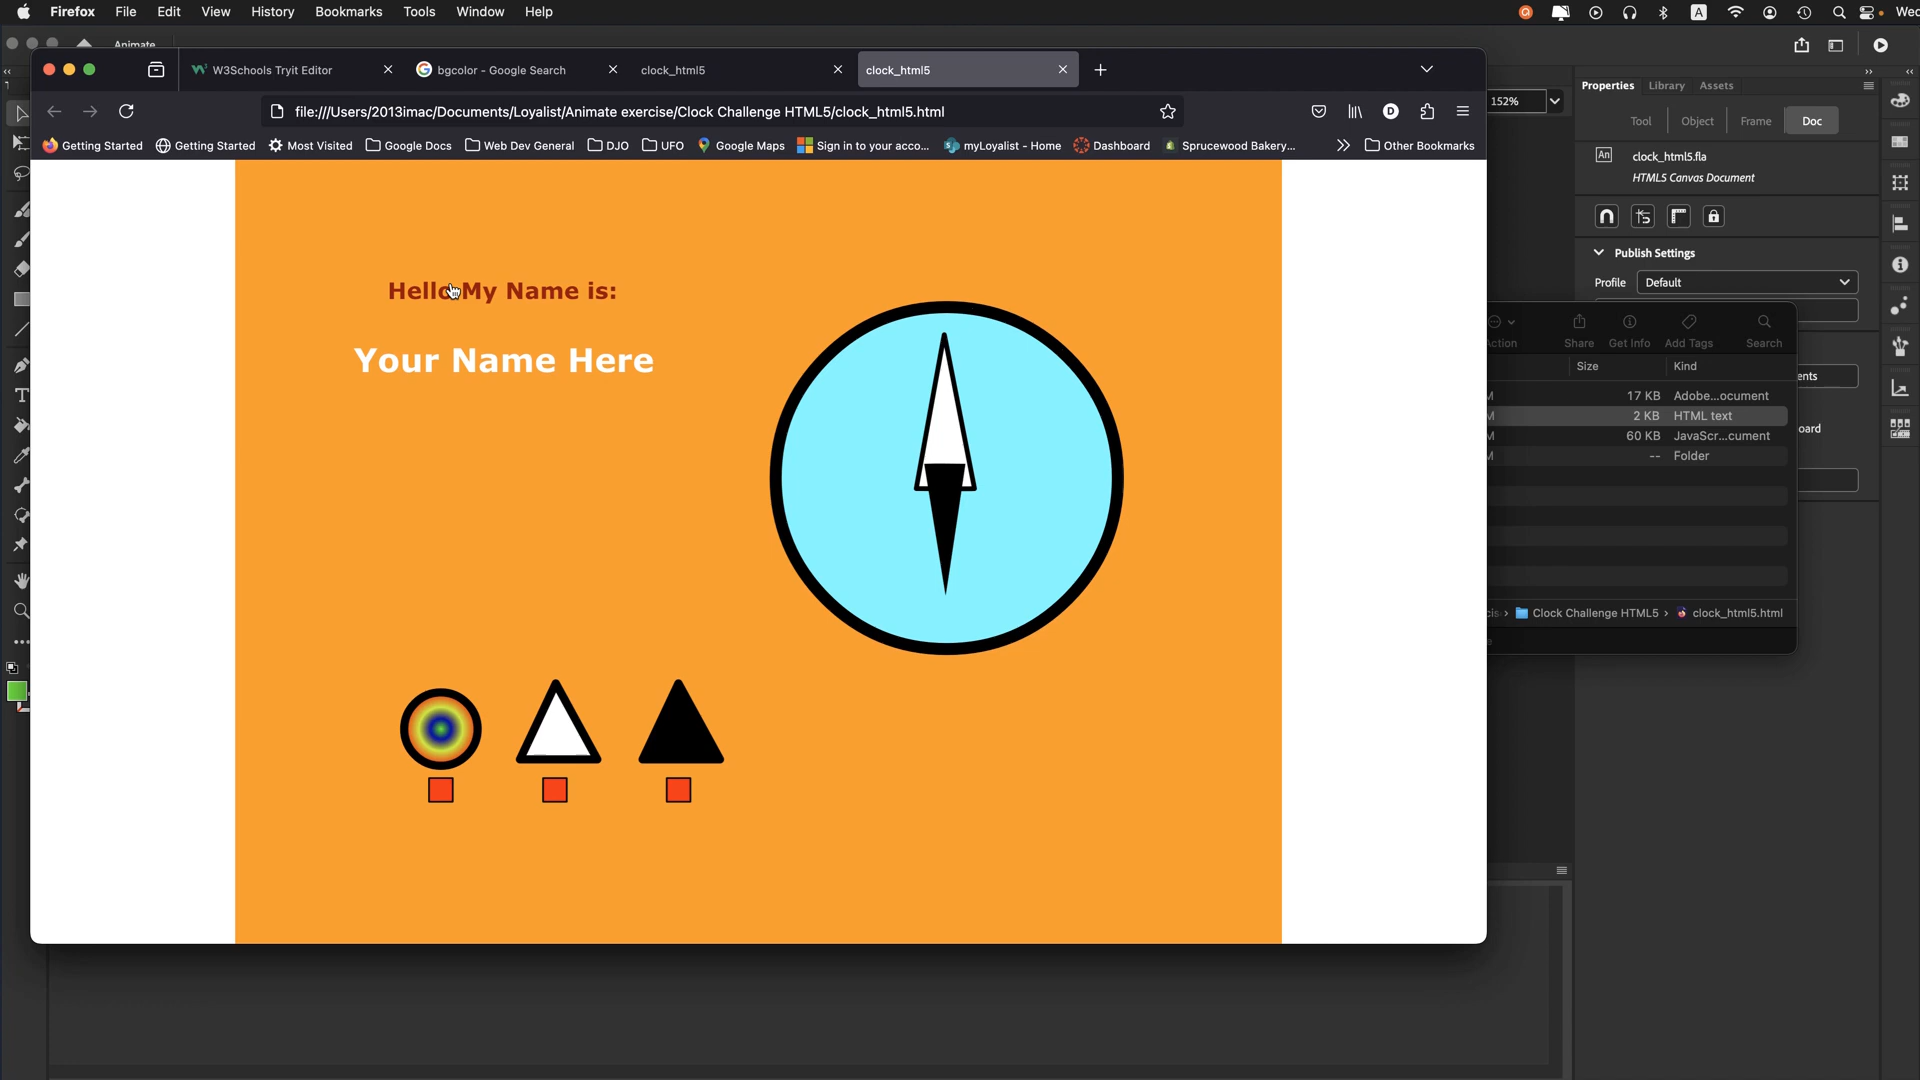 Firefox File Edit View History Bookmarks Tools Window Help
A
Wed
Animate
W3Schools Tryit Editor
bgcolor - Google Search
clock_html5
clock_html5
file:///Users/2013imac/Documents/Loyalist/Animate exercise/Clock Challenge HTML5/clock_html5.html
D
Getting Started
Getting Started
Most Visited
Google Docs
Web Dev General
DJO
UFO
Google Maps
Sign in to your acco...
myLoyalist - Home
Dashboard
Sprucewood Bakery...
Other Bookmarks
Hello My Name is:
Your Name Here
152%
Properties Library Assets
Tool Object Frame Doc
An
clock_html5.fla
HTML5 Canvas Document
Publish Settings
Profile Default
Action Share Get Info Add Tags Search
Size Kind
M 17 KB Adobe...ocument
M 2 KB HTML text
M 60 KB JavaScr...cument
M -- Folder
ents
oard
cis › Clock Challenge HTML5 › clock_html5.html